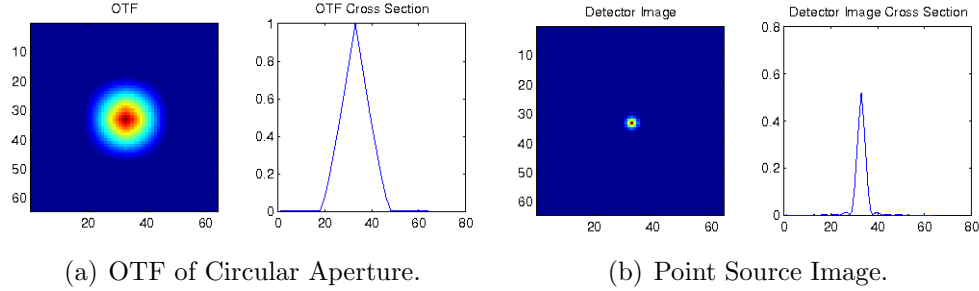 OTF
10
20
30
40
50
60
20 40 60
OTF Cross Section
1
0.8
0.6
0.4
0.2
0
0 20 40 60 80
(a) OTF of Circular Aperture.
Detector Image
10
20
30
40
50
60
20 40 60
Detector Image Cross Section
0.8
0.6
0.4
0.2
0
0 20 40 60 80
(b) Point Source Image.